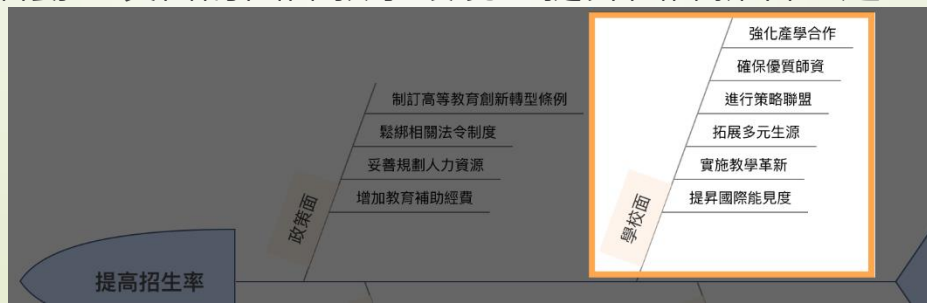 強化產學合作
確保優質師資
進行策略聯盟
拓展多元生源
實施教學革新
提昇國際能見度
學校面
制訂高等教育創新轉型條例
鬆綁相關法令制度
妥善規劃人力資源
增加教育補助經費
政策面
提高招生率